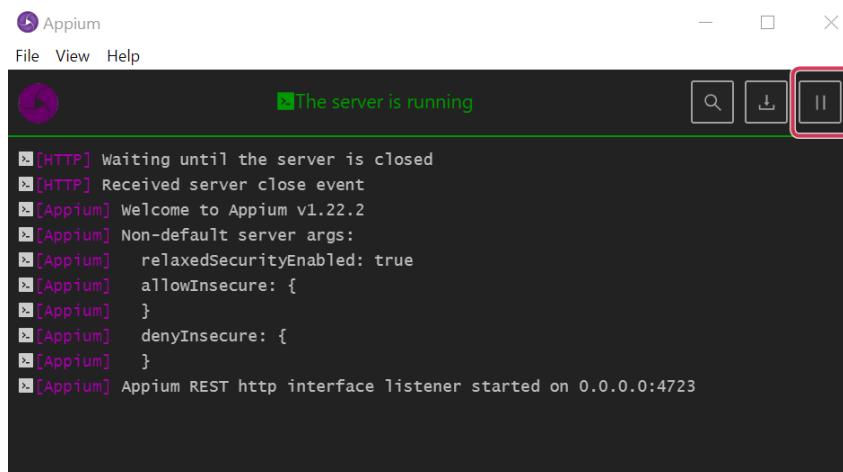 Appium
File View Help
The server is running
[HTTP] Waiting until the server is closed
[HTTP] Received server close event
[Appium] Welcome to Appium v1.22.2
[Appium] Non-default server args:
[Appium] relaxedSecurityEnabled: true
[Appium] allowInsecure: {
[Appium] }
[Appium] denyInsecure: {
[Appium] }
[Appium] Appium REST http interface listener started on 0.0.0.0:4723